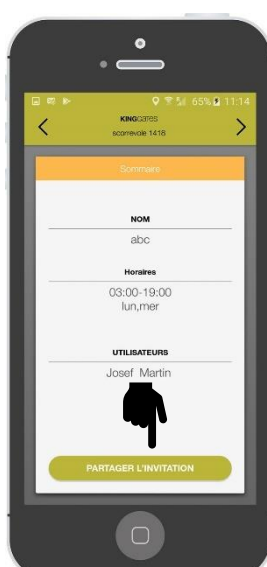 65% 11:14
KINGGATES
scorrevole 1418
Sommaire
NOM
abc
Horaires
03:00-19:00
lun,mer
UTILISATEURS
Josef Martin
PARTAGER L'INVITATION